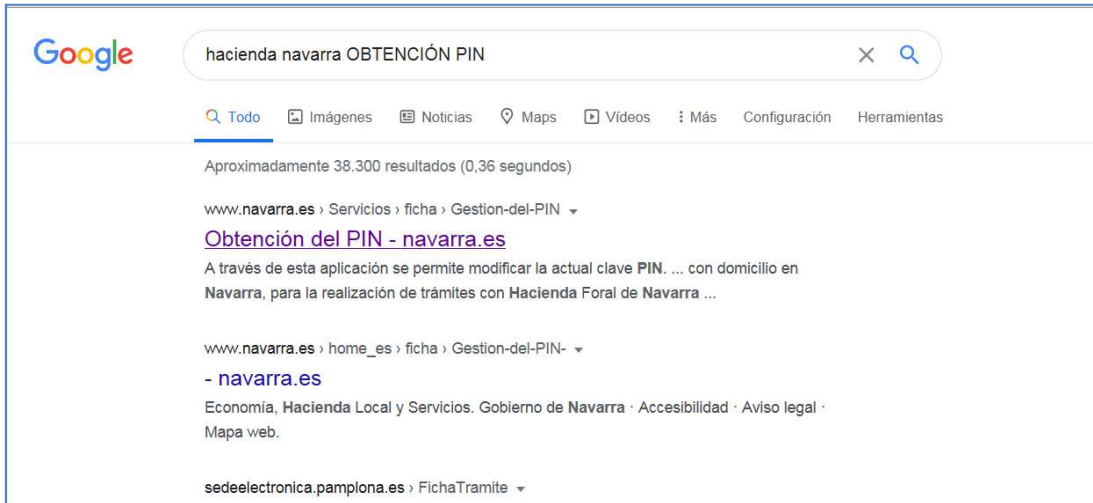 Google
hacienda navarra OBTENCIÓN PIN
Todo Imágenes Noticias Maps Vídeos Más Configuración Herramientas
Aproximadamente 38.300 resultados (0,36 segundos)
www.navarra.es › Servicios › ficha › Gestion-del-PIN
Obtención del PIN - navarra.es
A través de esta aplicación se permite modificar la actual clave PIN. ... con domicilio en
Navarra, para la realización de trámites con Hacienda Foral de Navarra ...
www.navarra.es › home_es › ficha › Gestion-del-PIN-
- navarra.es
Economía, Hacienda Local y Servicios. Gobierno de Navarra · Accesibilidad · Aviso legal ·
Mapa web.
sedeelectronica.pamplona.es › FichaTramite